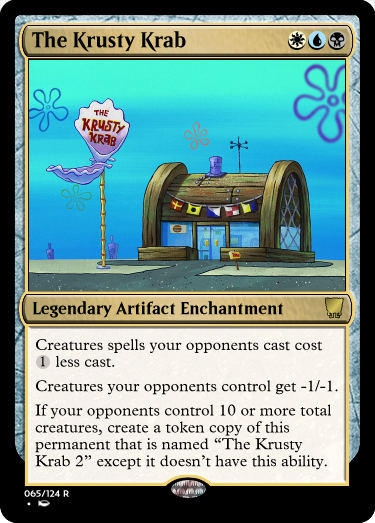 The Krusty Krab
THE
KRUSTY
KRAB
Legendary Artifact Enchantment
Creatures spells your opponents cast cost
1 less cast.
Creatures your opponents control get -1/-1.
If your opponents control 10 or more total
creatures, create a token copy of this
permanent that is named “The Krusty
Krab 2” except it doesn’t have this ability.
065/124 R